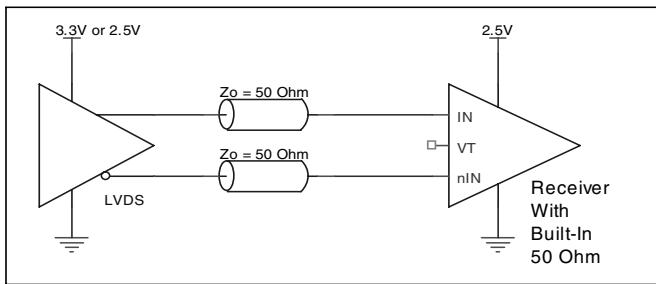 3.3V or 2.5V
2.5V
Zo = 50 Ohm
IN
VT
Zo = 50 Ohm
nIN
LVDS
Receiver
With
Built-In
50 Ohm